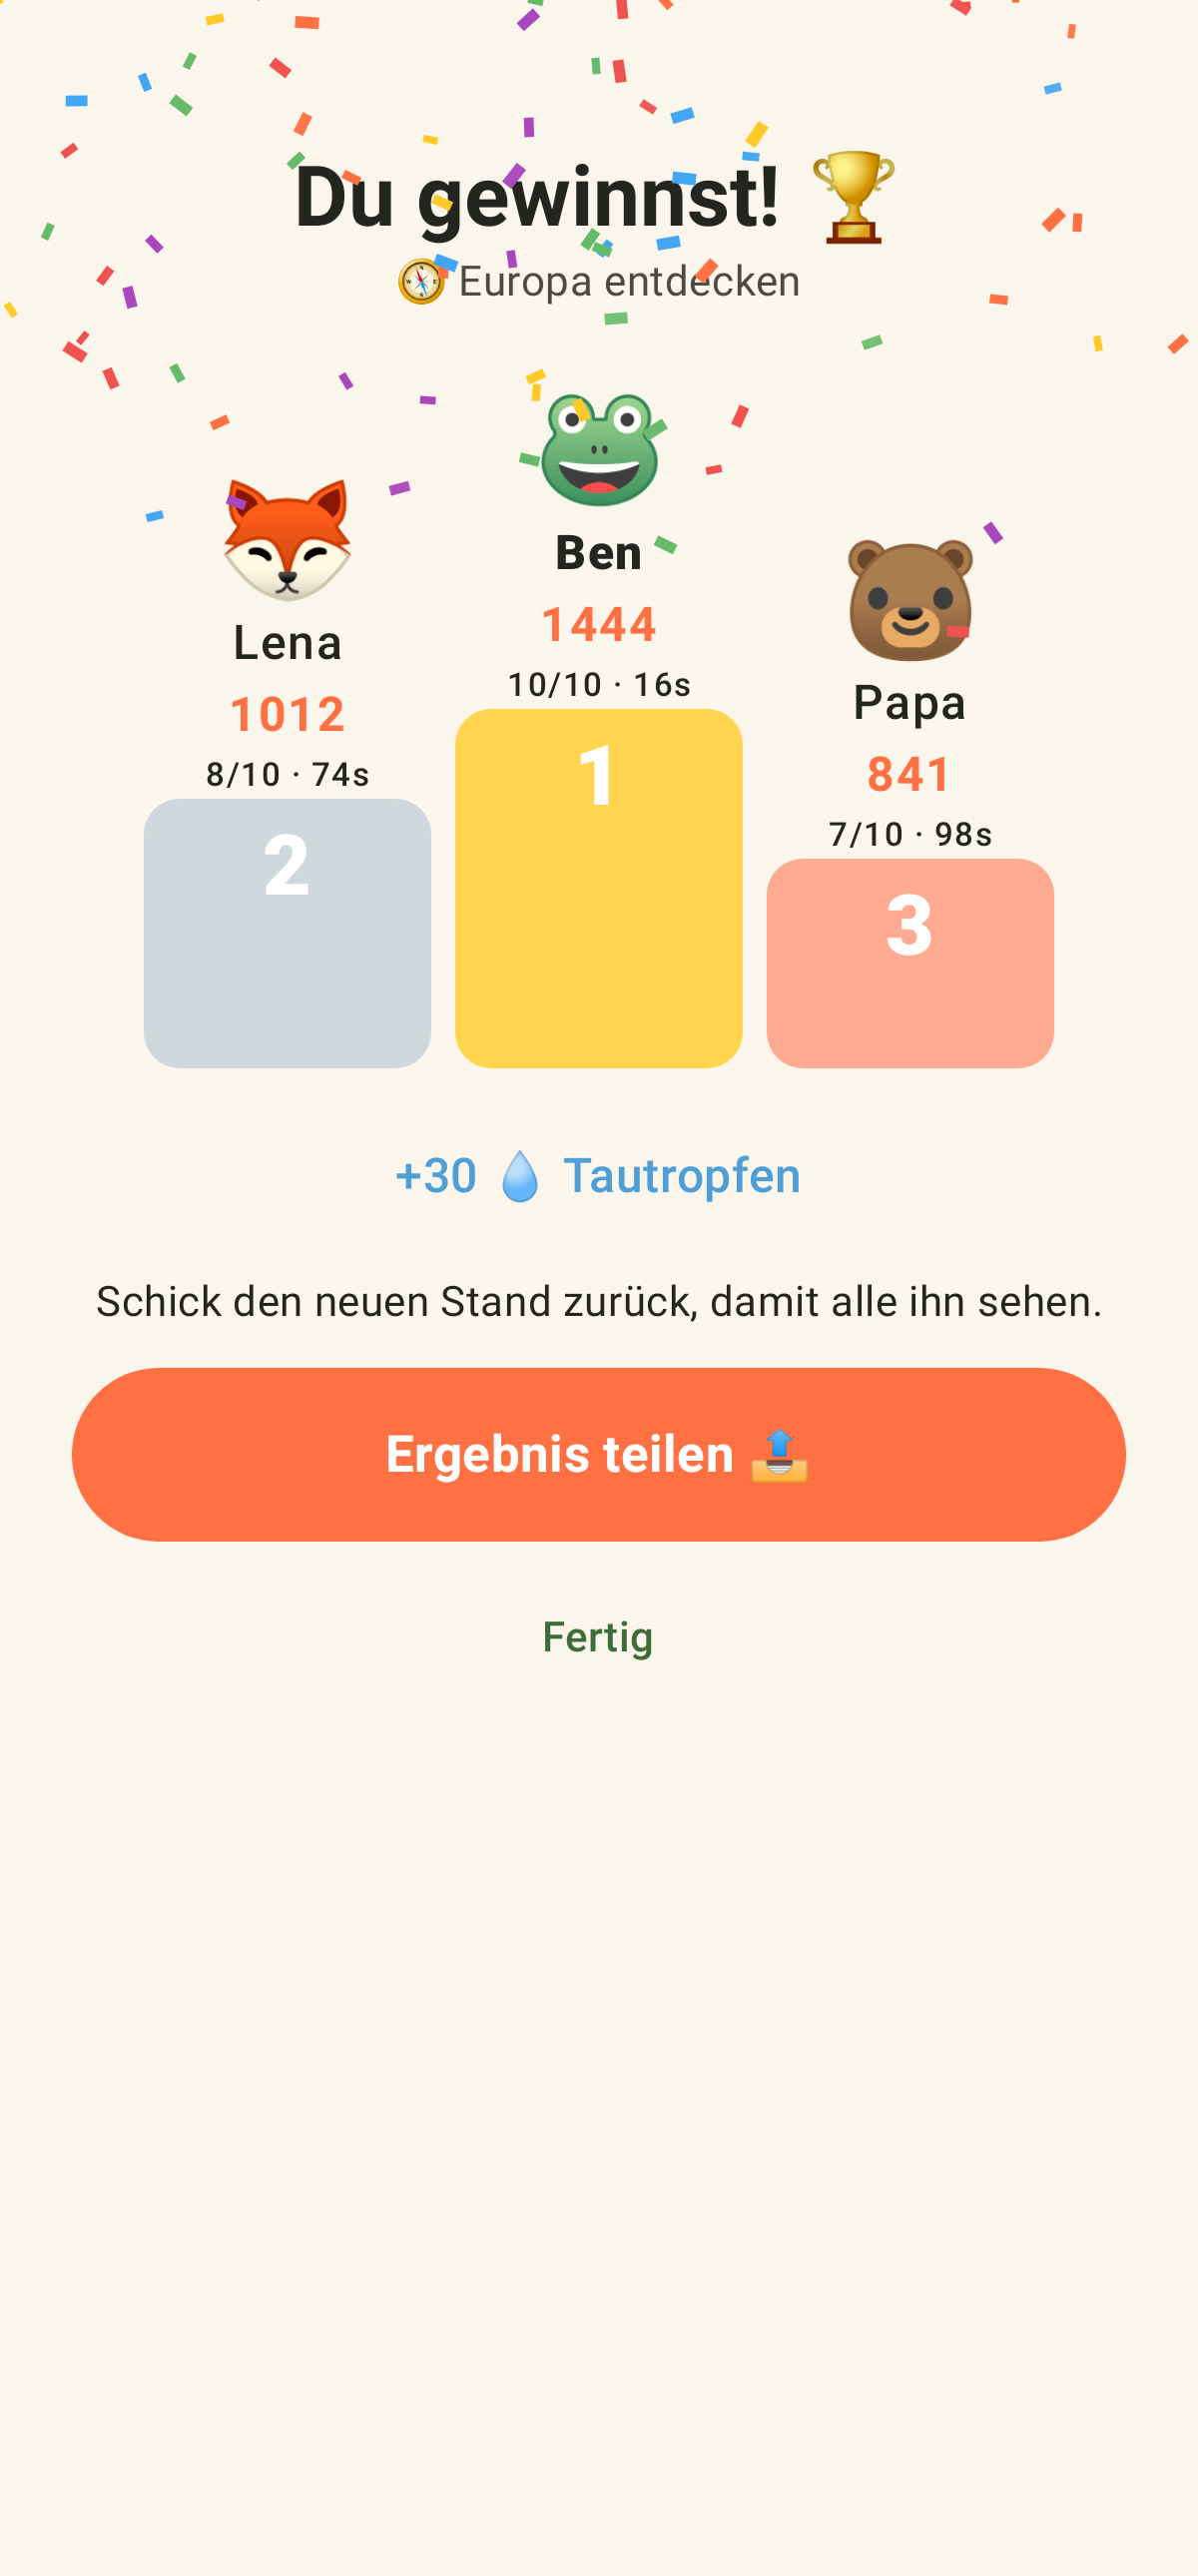 Du gewinnst! 🏆
🧭 Europa entdecken
Lena
1012
8/10 · 74s
2
Ben
1444
10/10 · 16s
1
Papa
841
7/10 · 98s
3
+30 💧 Tautropfen
Schick den neuen Stand zurück, damit alle ihn sehen.
Ergebnis teilen 📤
Fertig